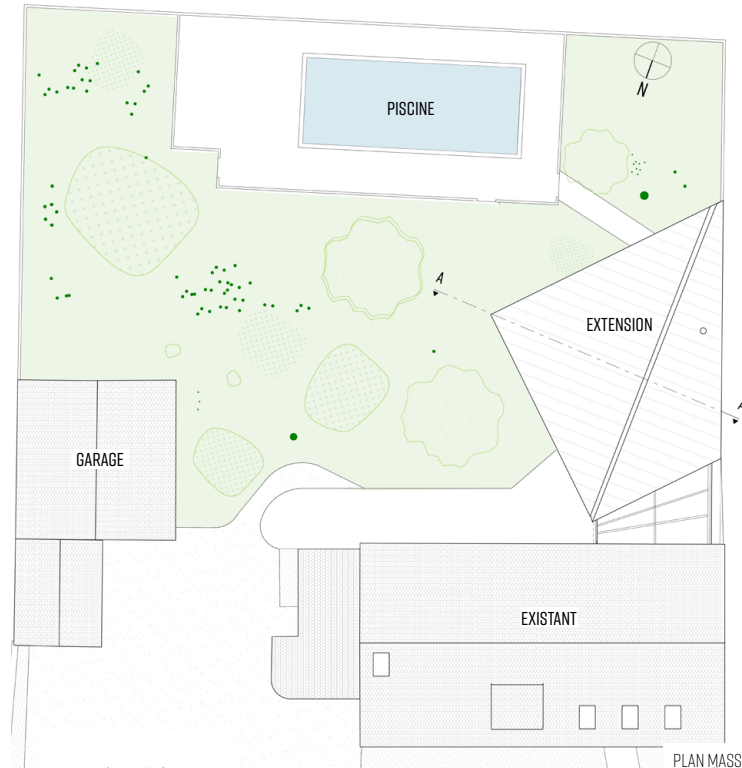 PISCINE
N
A
EXTENSION
A
GARAGE
EXISTANT
PLAN MASS